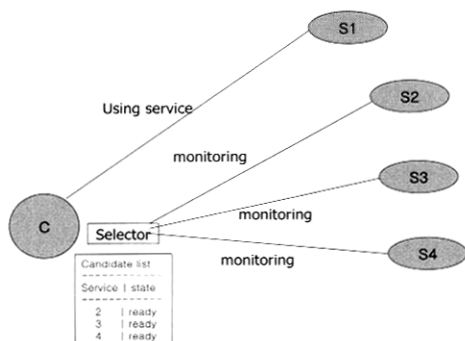 S1
Using service
S2
monitoring
S3
monitoring
C
Selector
S4
monitoring
Candidate list
Service | state
2 | ready
3 | ready
4 | ready